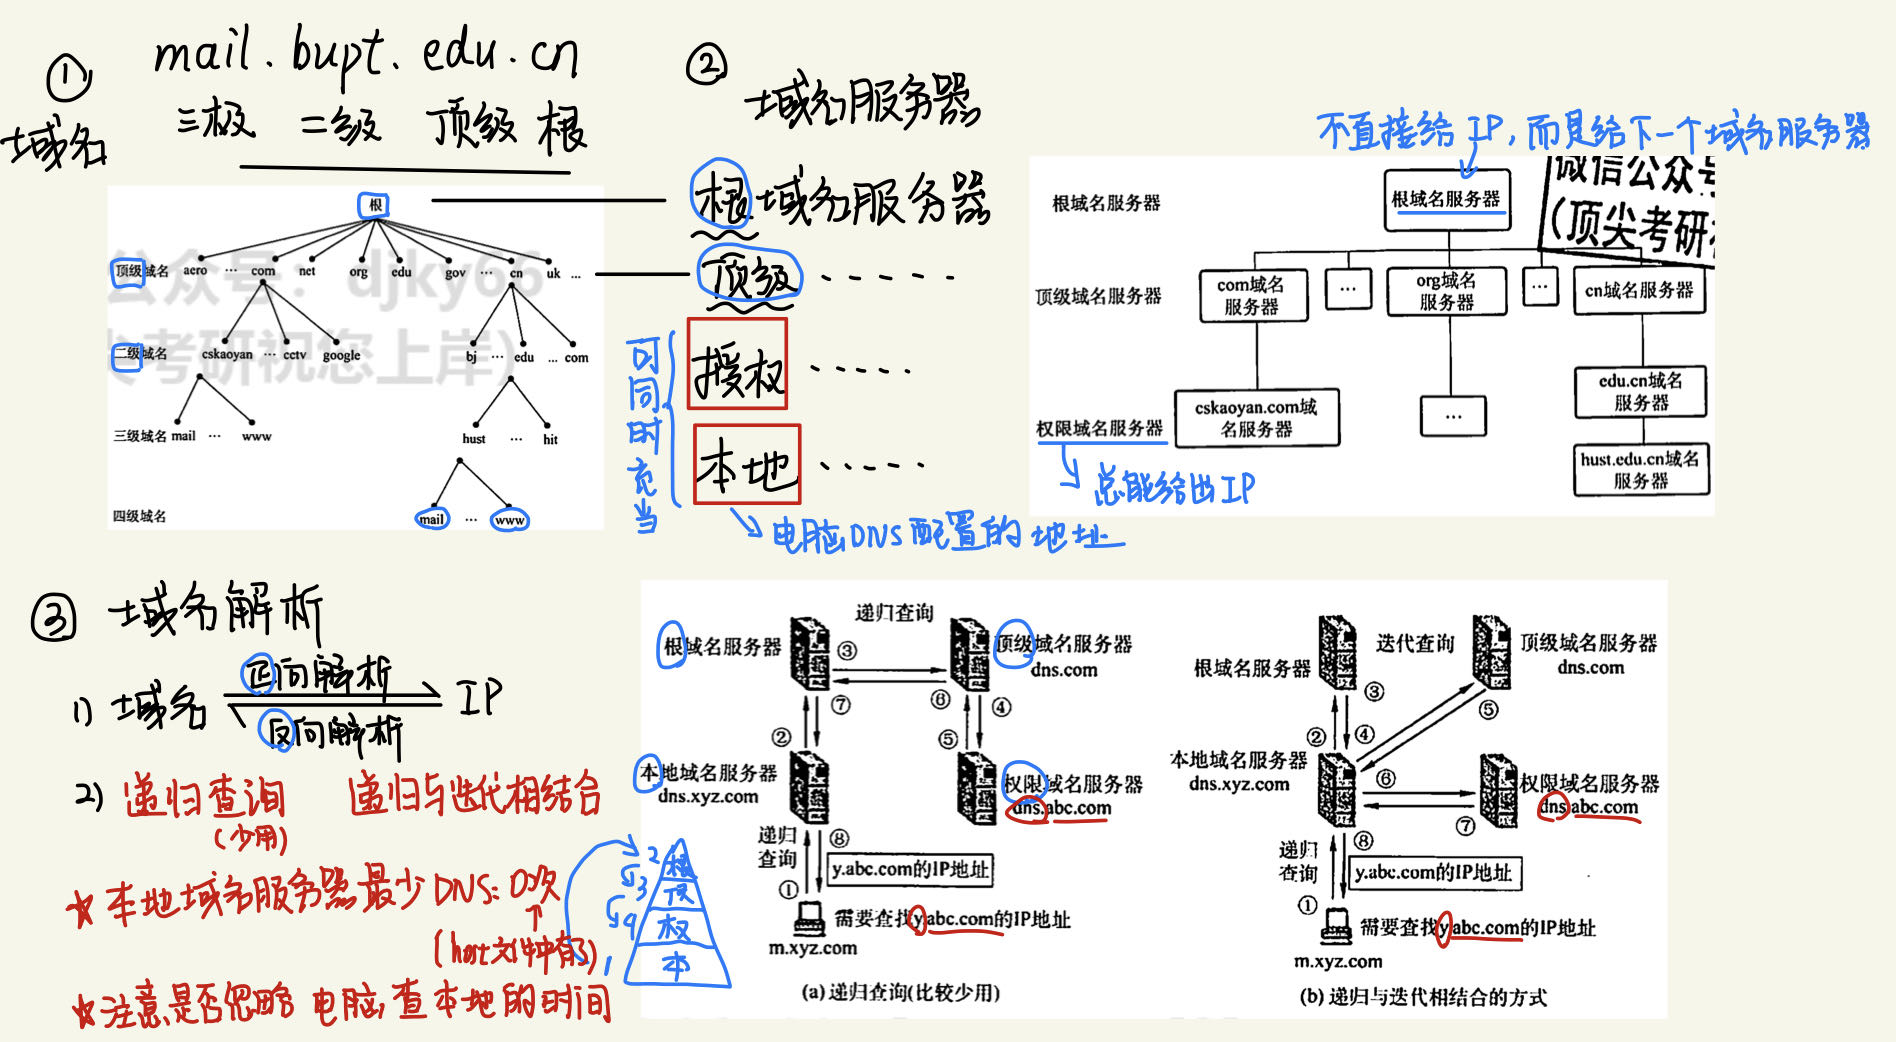 ① mail.bupt.edu.cn
域名 三极 二级 顶级 根
根
顶级域名 aero … com net org edu gov … cn uk …
公众号：djky66
二级域名 cskaoyan … cctv google bj … edu … com
考研祝您上岸)
三级域名 mail … www hust … hit
四级域名 mail … www
② 域名服务器
根域名服务器
顶级 ……
授权 ……
本地 ……
可同时充当
电脑DNS配置的地址
不直接给 IP, 而是给下一个域名服务器
微信公众号
(顶尖考研
根域名服务器 根域名服务器
顶级域名服务器 com域名服务器 … org域名服务器 … cn域名服务器
edu.cn域名服务器
权限域名服务器 cskaoyan.com域名服务器 …
hust.edu.cn域名服务器
总能给出IP
③ 域名解析
1) 域名 正向解析 IP
反向解析
2) 递归查询 递归与迭代相结合
(少用)
☆ 本地域名服务器最少DNS: 0次
(host文件中有了)
☆ 注意是否忽略 电脑查本地的时间
2 根
3 顶
4 权
1 本
递归查询
根域名服务器 ③ 顶级域名服务器
dns.com
⑦ ⑥ ④
② ⑤
本地域名服务器 权限域名服务器
dns.xyz.com dns.abc.com
递归查询 ⑧
y.abc.com的IP地址
①
需要查找y.abc.com的IP地址
m.xyz.com
(a) 递归查询(比较少用)
迭代查询
根域名服务器 顶级域名服务器
dns.com
③ ⑤
② ④
本地域名服务器 ⑥ 权限域名服务器
dns.xyz.com dns.abc.com
⑦
递归查询 ⑧
y.abc.com的IP地址
①
需要查找y.abc.com的IP地址
m.xyz.com
(b) 递归与迭代相结合的方式